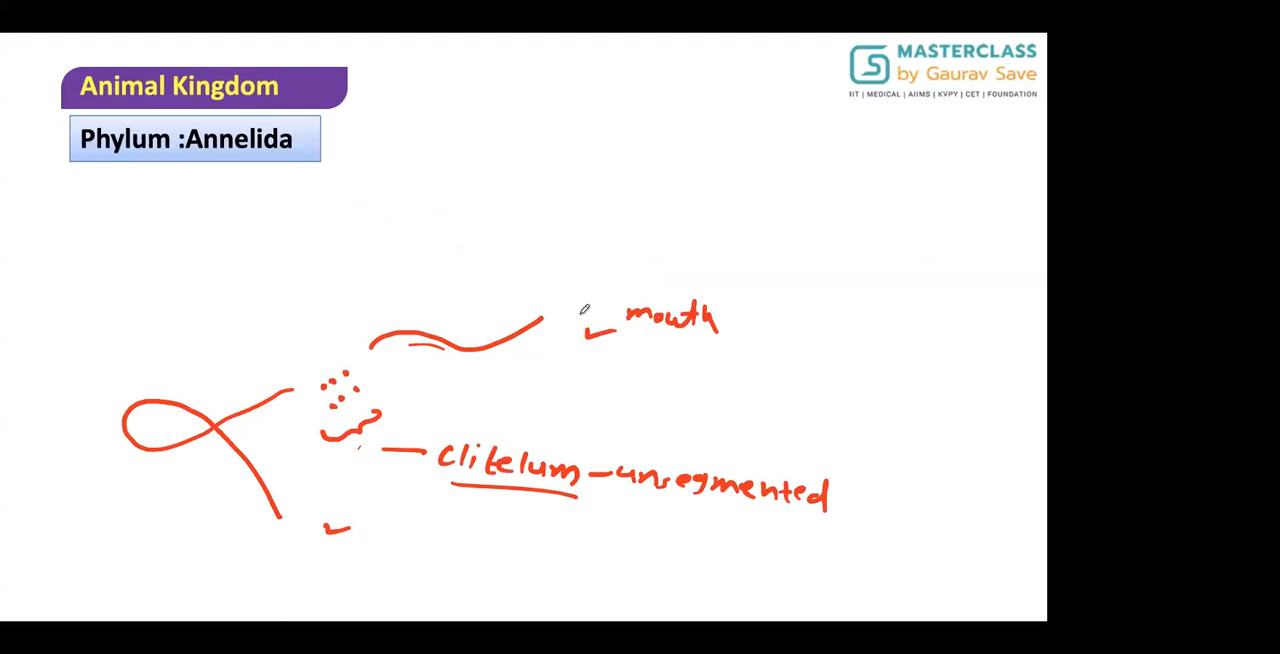 MASTERCLASS
by Gaurav Save
IIT | MEDICAL | AIIMS | KVPY | CET | FOUNDATION
Animal Kingdom
Phylum :Annelida
mouth
clitelum - unsegmented